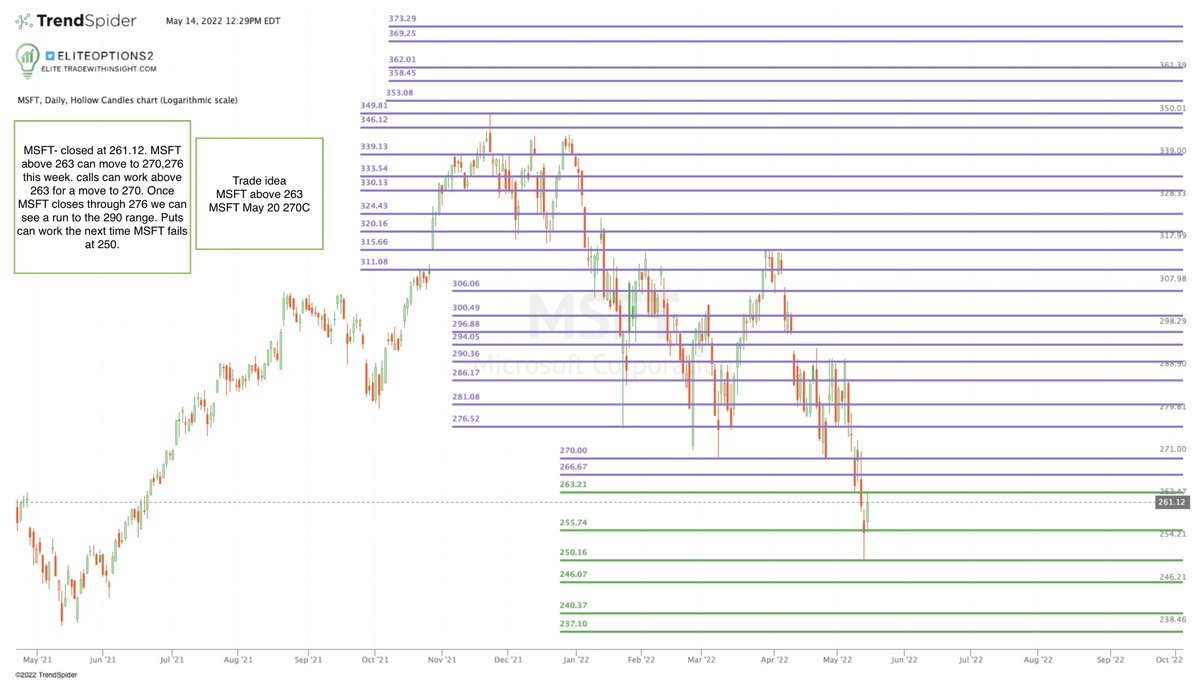 TrendSpider
May 14, 2022 12:29PM EDT
ELITEOPTIONS2
ELITE.TRADEWITHINSIGHT.COM
MSFT, Daily, Hollow Candles chart (Logarithmic scale)
MSFT- closed at 261.12. MSFT
above 263 can move to 270,276
this week. calls can work above
263 for a move to 270. Once
MSFT closes through 276 we can
see a run to the 290 range. Puts
can work the next time MSFT fails
at 250.
Trade idea
MSFT above 263
MSFT May 20 270C
MSFT
Microsoft Corporation
373.29
369.25
362.01
358.45
353.08
349.81
346.12
339.13
333.54
330.13
324.43
320.16
315.66
311.08
306.06
300.49
296.88
294.05
290.36
286.17
281.08
276.52
270.00
266.67
263.21
255.74
250.16
246.07
240.37
237.10
361.39
350.01
339.00
328.33
317.99
307.98
298.29
288.90
279.81
271.00
262.47
261.12
254.21
246.21
238.46
May '21
Jun '21
Jul '21
Aug '21
Sep '21
Oct '21
Nov '21
Dec '21
Jan '22
Feb '22
Mar '22
Apr '22
May '22
Jun '22
Jul '22
Aug '22
Sep '22
Oct '22
©2022 TrendSpider